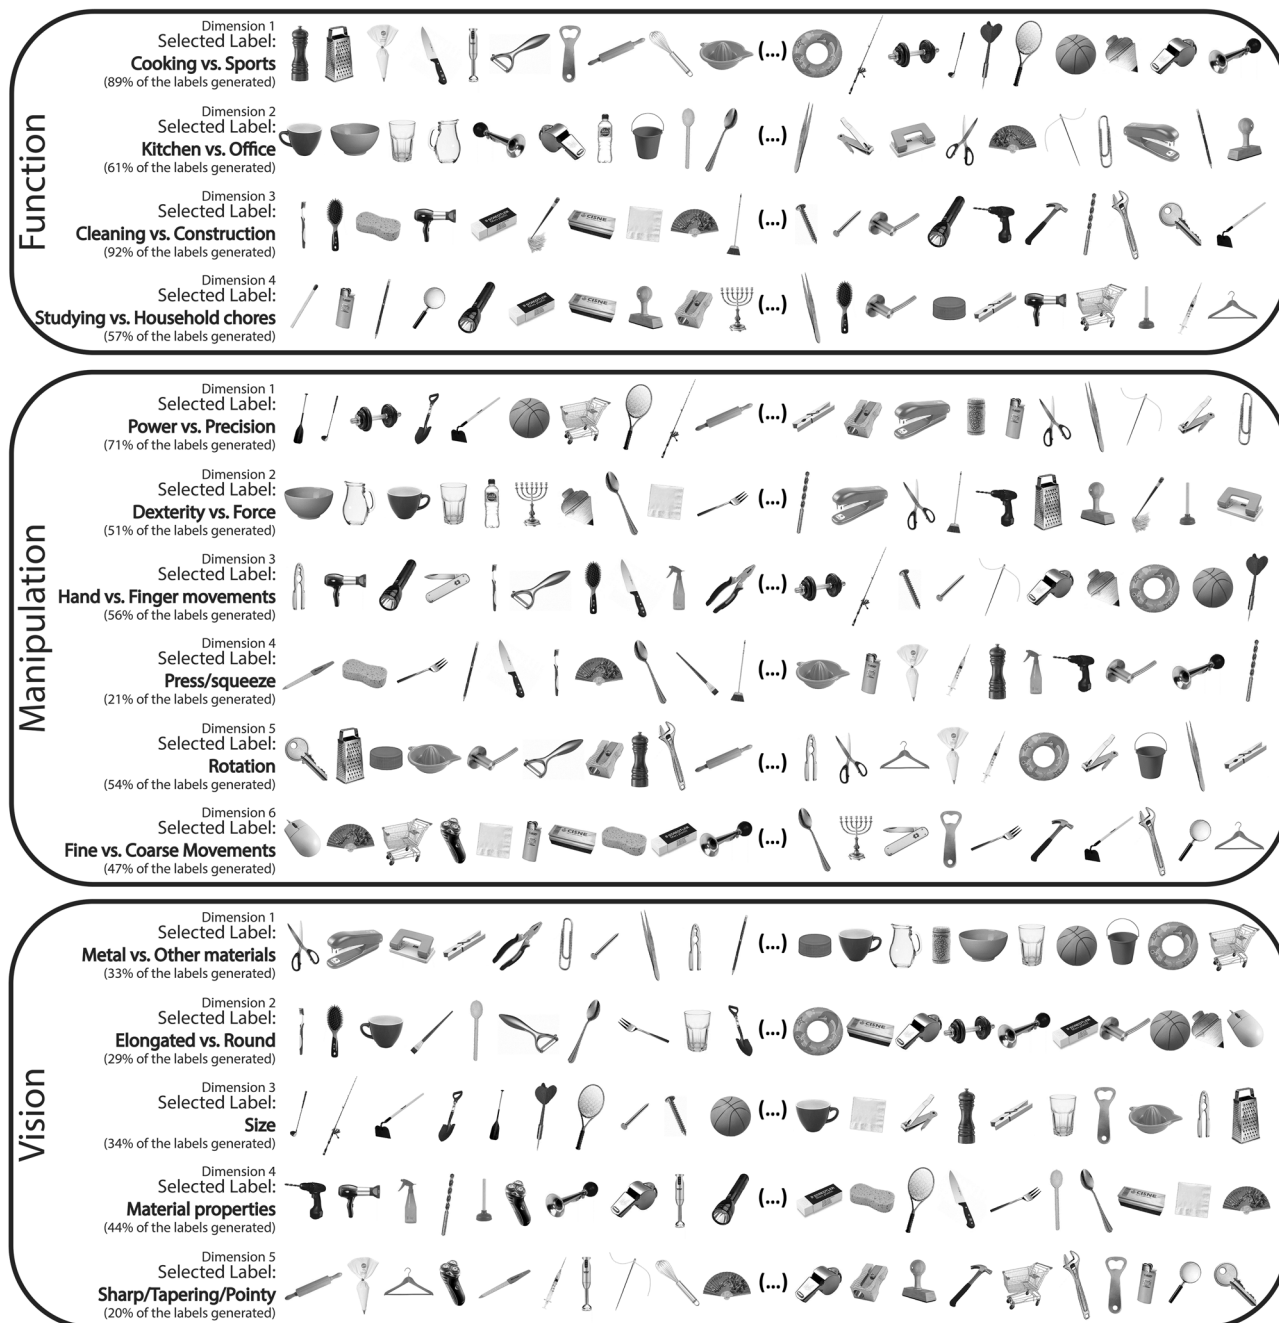 Function
Dimension 1
Selected Label:
Cooking vs. Sports
(89% of the labels generated)
(...)
Dimension 2
Selected Label:
Kitchen vs. Office
(61% of the labels generated)
(...)
Dimension 3
Selected Label:
Cleaning vs. Construction
(92% of the labels generated)
CISNE
(...)
Dimension 4
Selected Label:
Studying vs. Household chores
(57% of the labels generated)
CISNE
(...)
Manipulation
Dimension 1
Selected Label:
Power vs. Precision
(71% of the labels generated)
(...)
Dimension 2
Selected Label:
Dexterity vs. Force
(51% of the labels generated)
(...)
Dimension 3
Selected Label:
Hand vs. Finger movements
(56% of the labels generated)
(...)
Dimension 4
Selected Label:
Press/squeeze
(21% of the labels generated)
(...)
Dimension 5
Selected Label:
Rotation
(54% of the labels generated)
(...)
Dimension 6
Selected Label:
Fine vs. Coarse Movements
(47% of the labels generated)
CISNE
(...)
Vision
Dimension 1
Selected Label:
Metal vs. Other materials
(33% of the labels generated)
(...)
Dimension 2
Selected Label:
Elongated vs. Round
(29% of the labels generated)
(...)
CISNE
Dimension 3
Selected Label:
Size
(34% of the labels generated)
(...)
Dimension 4
Selected Label:
Material properties
(44% of the labels generated)
(...)
CISNE
Dimension 5
Selected Label:
Sharp/Tapering/Pointy
(20% of the labels generated)
(...)